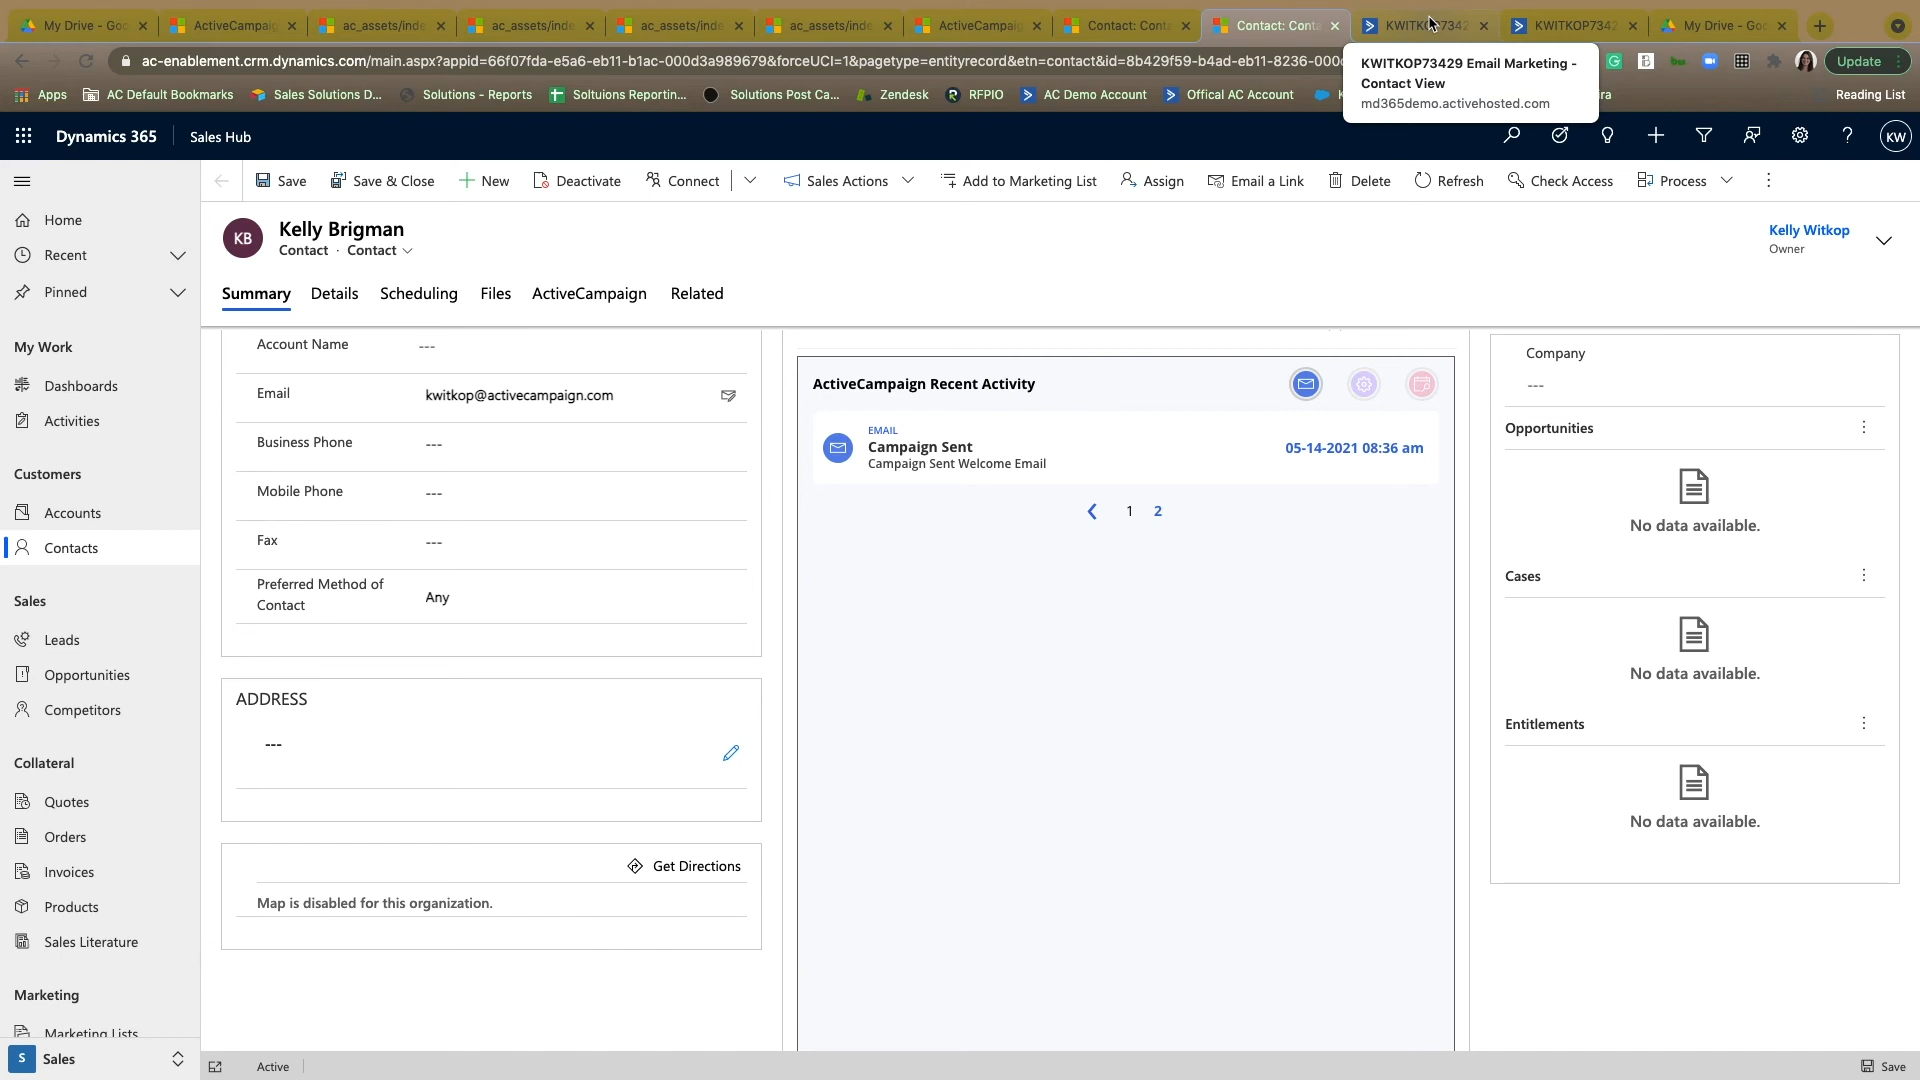 My Drive - Goo
ActiveCampaig
ac_assets/inde
ac_assets/inde
ac_assets/inde
ac_assets/inde
ActiveCampaig
Contact: Conta
Contact: Conta
KWITKOP7342
KWITKOP7342
My Drive - Goo
ac-enablement.crm.dynamics.com/main.aspx?appid=66f07fda-e5a6-eb11-b1ac-000d3a989679&forceUCI=1&pagetype=entityrecord&etn=contact&id=8b429f59-b4ad-eb11-8236-000d
Update
KWITKOP73429 Email Marketing -
Contact View
md365demo.activehosted.com
Apps
AC Default Bookmarks
Sales Solutions D...
Solutions - Reports
Soltuions Reportin...
Solutions Post Ca...
Zendesk
RFPIO
AC Demo Account
Offical AC Account
Reading List
Dynamics 365
Sales Hub
KW
Save
Save & Close
New
Deactivate
Connect
Sales Actions
Add to Marketing List
Assign
Email a Link
Delete
Refresh
Check Access
Process
Home
Recent
Pinned
My Work
Dashboards
Activities
Customers
Accounts
Contacts
Sales
Leads
Opportunities
Competitors
Collateral
Quotes
Orders
Invoices
Products
Sales Literature
Marketing
Marketing Lists
S
Sales
KB
Kelly Brigman
Contact · Contact
Kelly Witkop
Owner
Summary
Details
Scheduling
Files
ActiveCampaign
Related
Account Name
---
Email
kwitkop@activecampaign.com
Business Phone
---
Mobile Phone
---
Fax
---
Preferred Method of
Contact
Any
ADDRESS
---
Get Directions
Map is disabled for this organization.
ActiveCampaign Recent Activity
EMAIL
Campaign Sent
Campaign Sent Welcome Email
05-14-2021 08:36 am
1
2
Company
---
Opportunities
No data available.
Cases
No data available.
Entitlements
No data available.
Active
Save